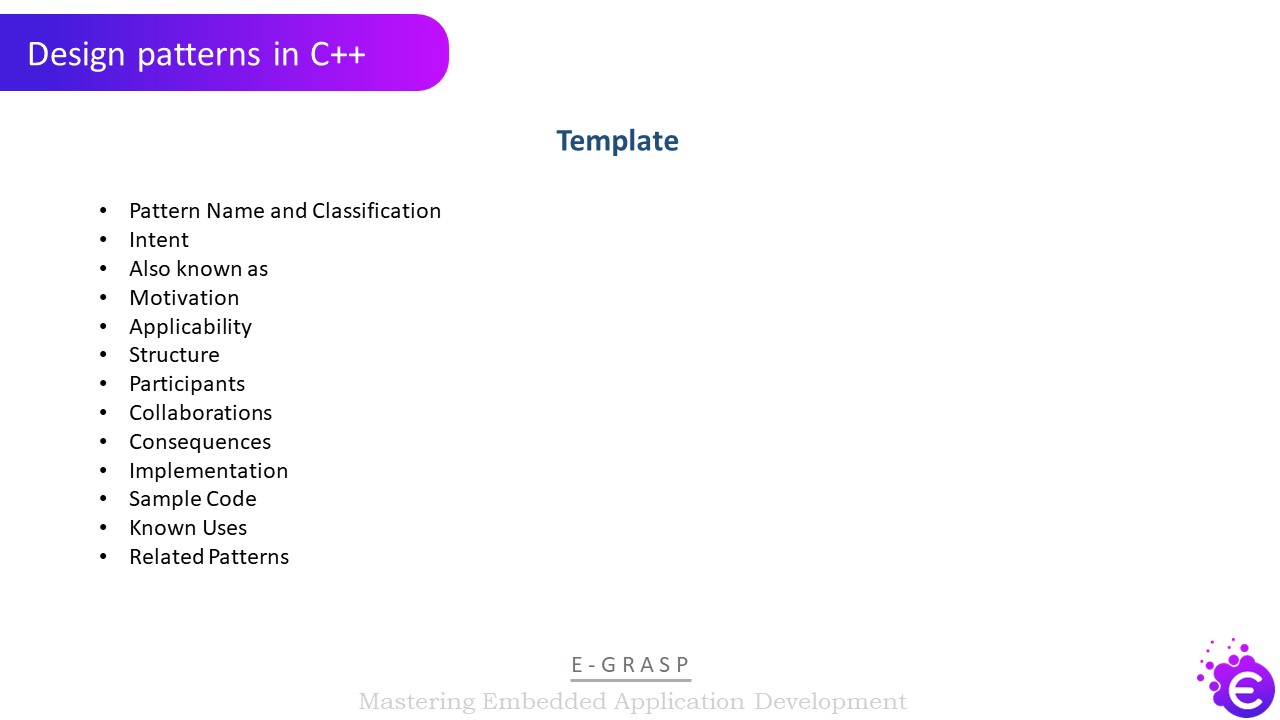 Design patterns in C++
Template
• Pattern Name and Classification
• Intent
• Also known as
• Motivation
• Applicability
• Structure
• Participants
• Collaborations
• Consequences
• Implementation
• Sample Code
• Known Uses
• Related Patterns
E-GRASP
Mastering Embedded Application Development